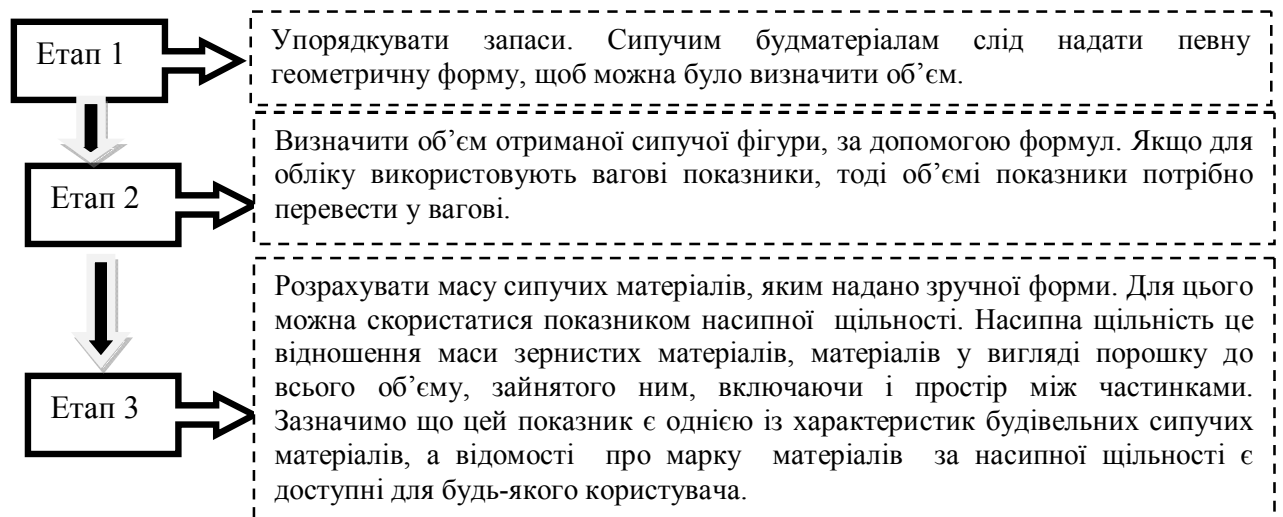 Етап 1
Упорядкувати запаси. Сипучим будматеріалам слід надати певну
геометричну форму, щоб можна було визначити об’єм.
Етап 2
Визначити об’єм отриманої сипучої фігури, за допомогою формул. Якщо для
обліку використовують вагові показники, тоді об’ємі показники потрібно
перевести у вагові.
Етап 3
Розрахувати масу сипучих матеріалів, яким надано зручної форми. Для цього
можна скористатися показником насипної щільності. Насипна щільність це
відношення маси зернистих матеріалів, матеріалів у вигляді порошку до
всього об’єму, зайнятого ним, включаючи і простір між частинками.
Зазначимо що цей показник є однією із характеристик будівельних сипучих
матеріалів, а відомості про марку матеріалів за насипної щільності є
доступні для будь-якого користувача.